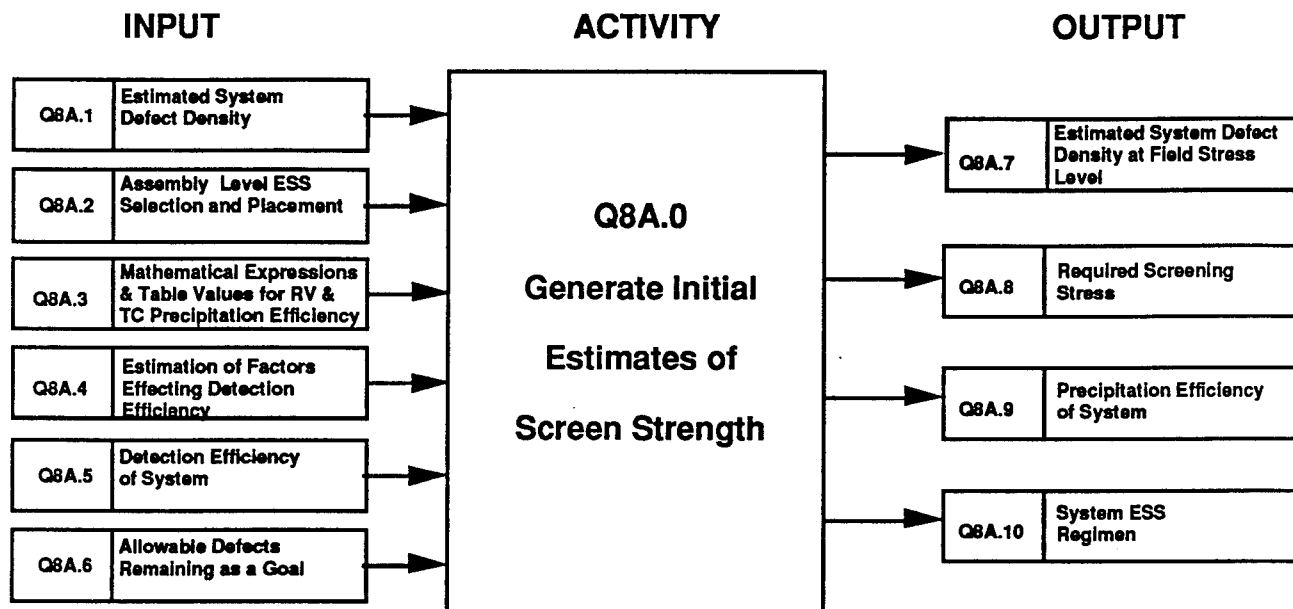 INPUT
ACTIVITY
OUTPUT
Q8A.1
Estimated System
Defect Density
Q8A.2
Assembly Level ESS
Selection and Placement
Q8A.3
Mathematical Expressions
& Table Values for RV &
TC Precipitation Efficiency
Q8A.4
Estimation of Factors
Effecting Detection
Efficiency
Q8A.5
Detection Efficiency
of System
Q8A.6
Allowable Defects
Remaining as a Goal
Q8A.0
Generate Initial
Estimates of
Screen Strength
Q8A.7
Estimated System Defect
Density at Field Stress
Level
Q8A.8
Required Screening
Stress
Q8A.9
Precipitation Efficiency
of System
Q8A.10
System ESS
Regimen